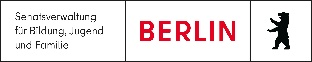 Senatsverwaltung
für Bildung, Jugend
und Familie
BERLIN